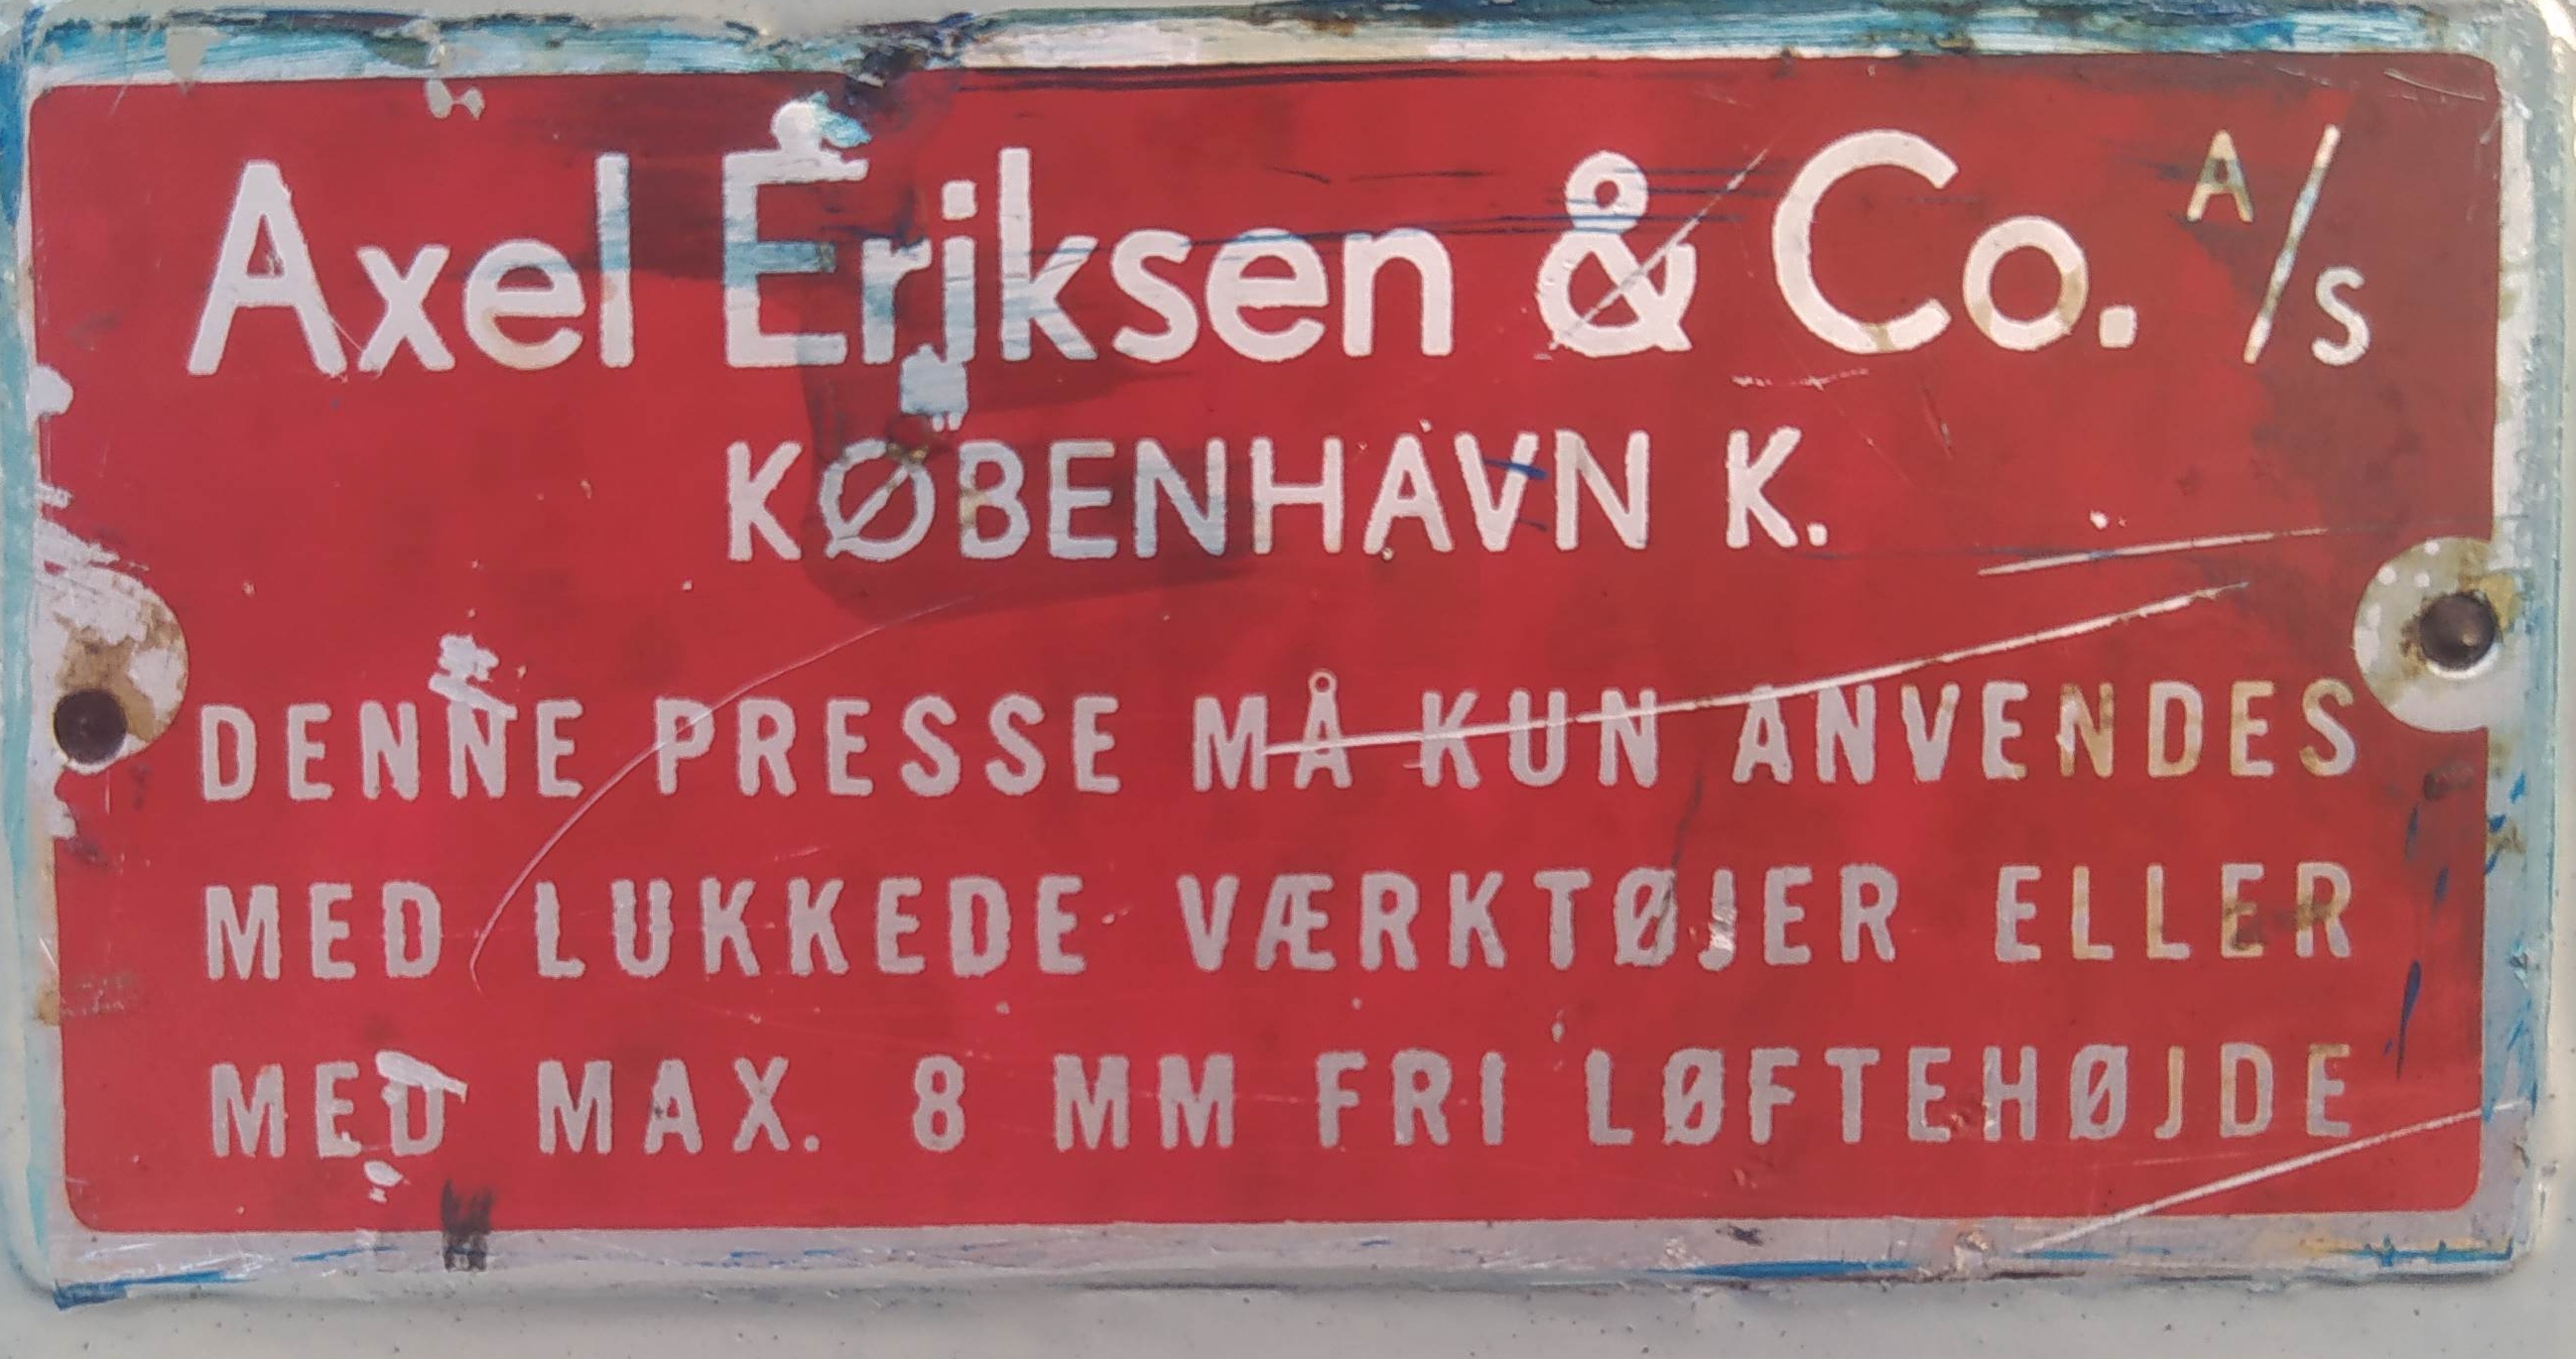 Axel Eriksen & Co. A/S
KØBENHAVN K.
DENNE PRESSE MÅ KUN ANVENDES
MED LUKKEDE VÆRKTØJER ELLER
MED MAX. 8 MM FRI LØFTEHØJDE